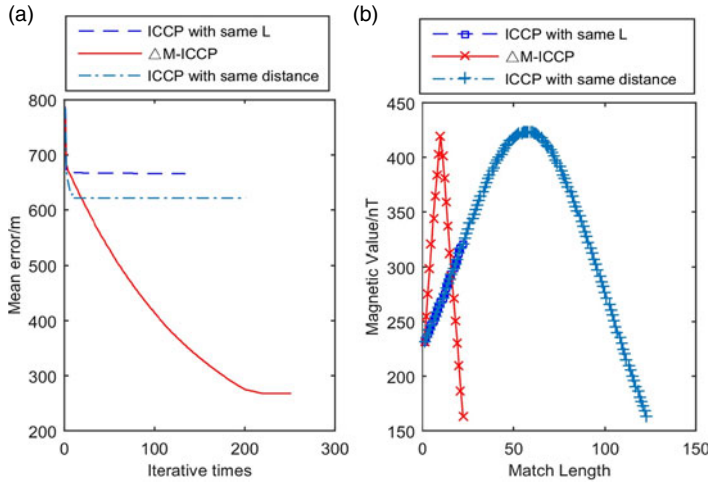 (a)
ICCP with same L
△M-ICCP
ICCP with same distance
800
700
600
500
400
300
200
0
100
200
300
Mean error/m
Iterative times
(b)
ICCP with same L
△M-ICCP
ICCP with same distance
450
400
350
300
250
200
150
0
50
100
150
Magnetic Value/nT
Match Length